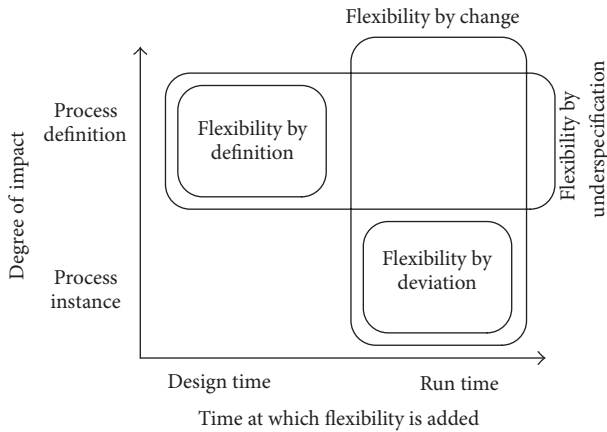 Flexibility by change
Flexibility by
underspecification
Process
definition
Flexibility by
definition
Degree of impact
Process
instance
Flexibility by
deviation
Design time
Run time
Time at which flexibility is added